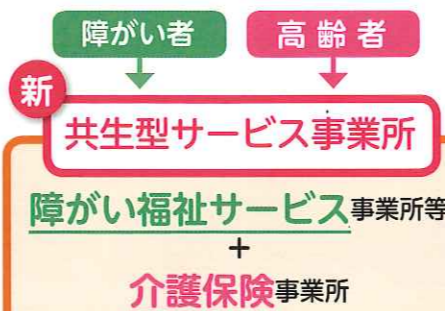 障がい者 高齢者
新
共生型サービス事業所
障がい福祉サービス事業所等
+
介護保険事業所